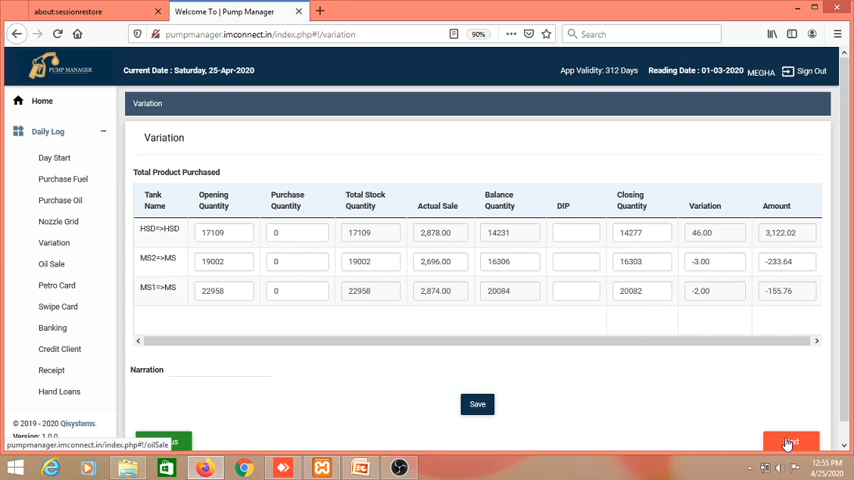 about:sessionrestore
Welcome To | Pump Manager
pumpmanager.imconnect.in/index.php#!/variation
90%
Search
PUMP MANAGER
Current Date : Saturday, 25-Apr-2020
App Validity: 312 Days
Reading Date : 01-03-2020
MEGHA
Sign Out
Home
Daily Log
Day Start
Purchase Fuel
Purchase Oil
Nozzle Grid
Variation
Oil Sale
Petro Card
Swipe Card
Banking
Credit Client
Receipt
Hand Loans
© 2019 - 2020 Qisystems.
Version: 1.0.0
Variation
Variation
Total Product Purchased
Tank Name Opening Quantity Purchase Quantity Total Stock Quantity Actual Sale Balance Quantity DIP Closing Quantity Variation Amount
HSD=>HSD 17109 0 17109 2,878.00 14231 14277 46.00 3,122.02
MS2=>MS 19002 0 19002 2,696.00 16306 16303 -3.00 -233.64
MS1=>MS 22958 0 22958 2,874.00 20084 20082 -2.00 -155.76
Narration
Save
pumpmanager.imconnect.in/index.php#!/oilSale
12:55 PM
4/25/2020